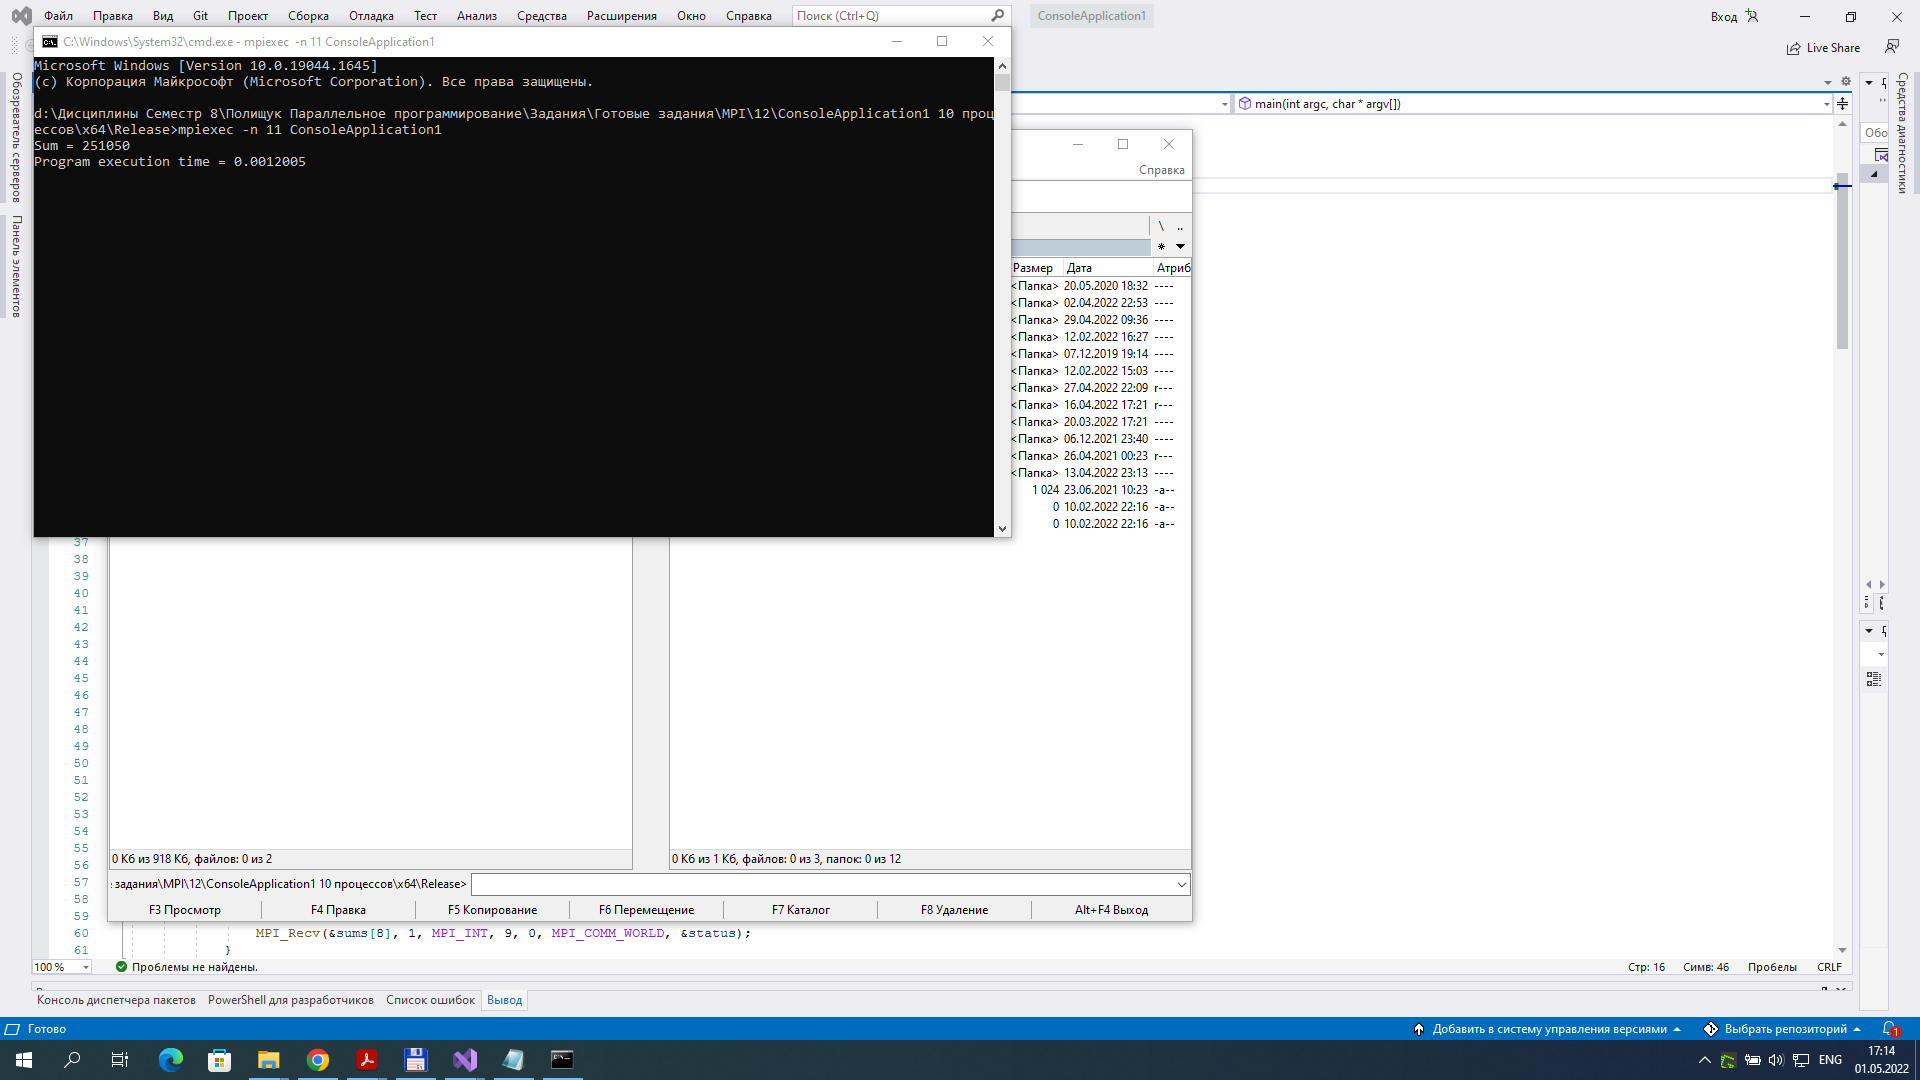 Файл Правка Вид Git Проект Сборка Отладка Тест Анализ Средства Расширения Окно Справка Поиск (Ctrl+Q) ConsoleApplication1 Вход
Live Share
C:\Windows\System32\cmd.exe - mpiexec -n 11 ConsoleApplication1
Microsoft Windows [Version 10.0.19044.1645]
(c) Корпорация Майкрософт (Microsoft Corporation). Все права защищены.
d:\Дисциплины Семестр 8\Полищук Параллельное программирование\Задания\Готовые задания\MPI\12\ConsoleApplication1 10 проц
ессов\x64\Release>mpiexec -n 11 ConsoleApplication1
Sum = 251050
Program execution time = 0.0012005
Обозреватель серверов
Панель элементов
main(int argc, char * argv[])
Обо
Средства диагностики
Справка
\ ..
* 
Размер Дата Атриб
<Папка> 20.05.2020 18:32 ----
<Папка> 02.04.2022 22:53 ----
<Папка> 29.04.2022 09:36 ----
<Папка> 12.02.2022 16:27 ----
<Папка> 07.12.2019 19:14 ----
<Папка> 12.02.2022 15:03 ----
<Папка> 27.04.2022 22:09 r---
<Папка> 16.04.2022 17:21 r---
<Папка> 20.03.2022 17:21 ----
<Папка> 06.12.2021 23:40 ----
<Папка> 26.04.2021 00:23 r---
<Папка> 13.04.2022 23:13 ----
1 024 23.06.2021 10:23 -a--
0 10.02.2022 22:16 -a--
0 10.02.2022 22:16 -a--
37
38
39
40
41
42
43
44
45
46
47
48
49
50
51
52
53
54
55
56
57
58
59
0 Кб из 918 Кб, файлов: 0 из 2
0 Кб из 1 Кб, файлов: 0 из 3, папок: 0 из 12
задания\MPI\12\ConsoleApplication1 10 процессов\x64\Release>
F3 Просмотр F4 Правка F5 Копирование F6 Перемещение F7 Каталог F8 Удаление Alt+F4 Выход
60 MPI_Recv(&sums[8], 1, MPI_INT, 9, 0, MPI_COMM_WORLD, &status);
61 }
100 % Проблемы не найдены. Стр: 16 Симв: 46 Пробелы CRLF
Консоль диспетчера пакетов PowerShell для разработчиков Список ошибок Вывод
Готово Добавить в систему управления версиями Выбрать репозиторий 1
ENG 17:14
01.05.2022